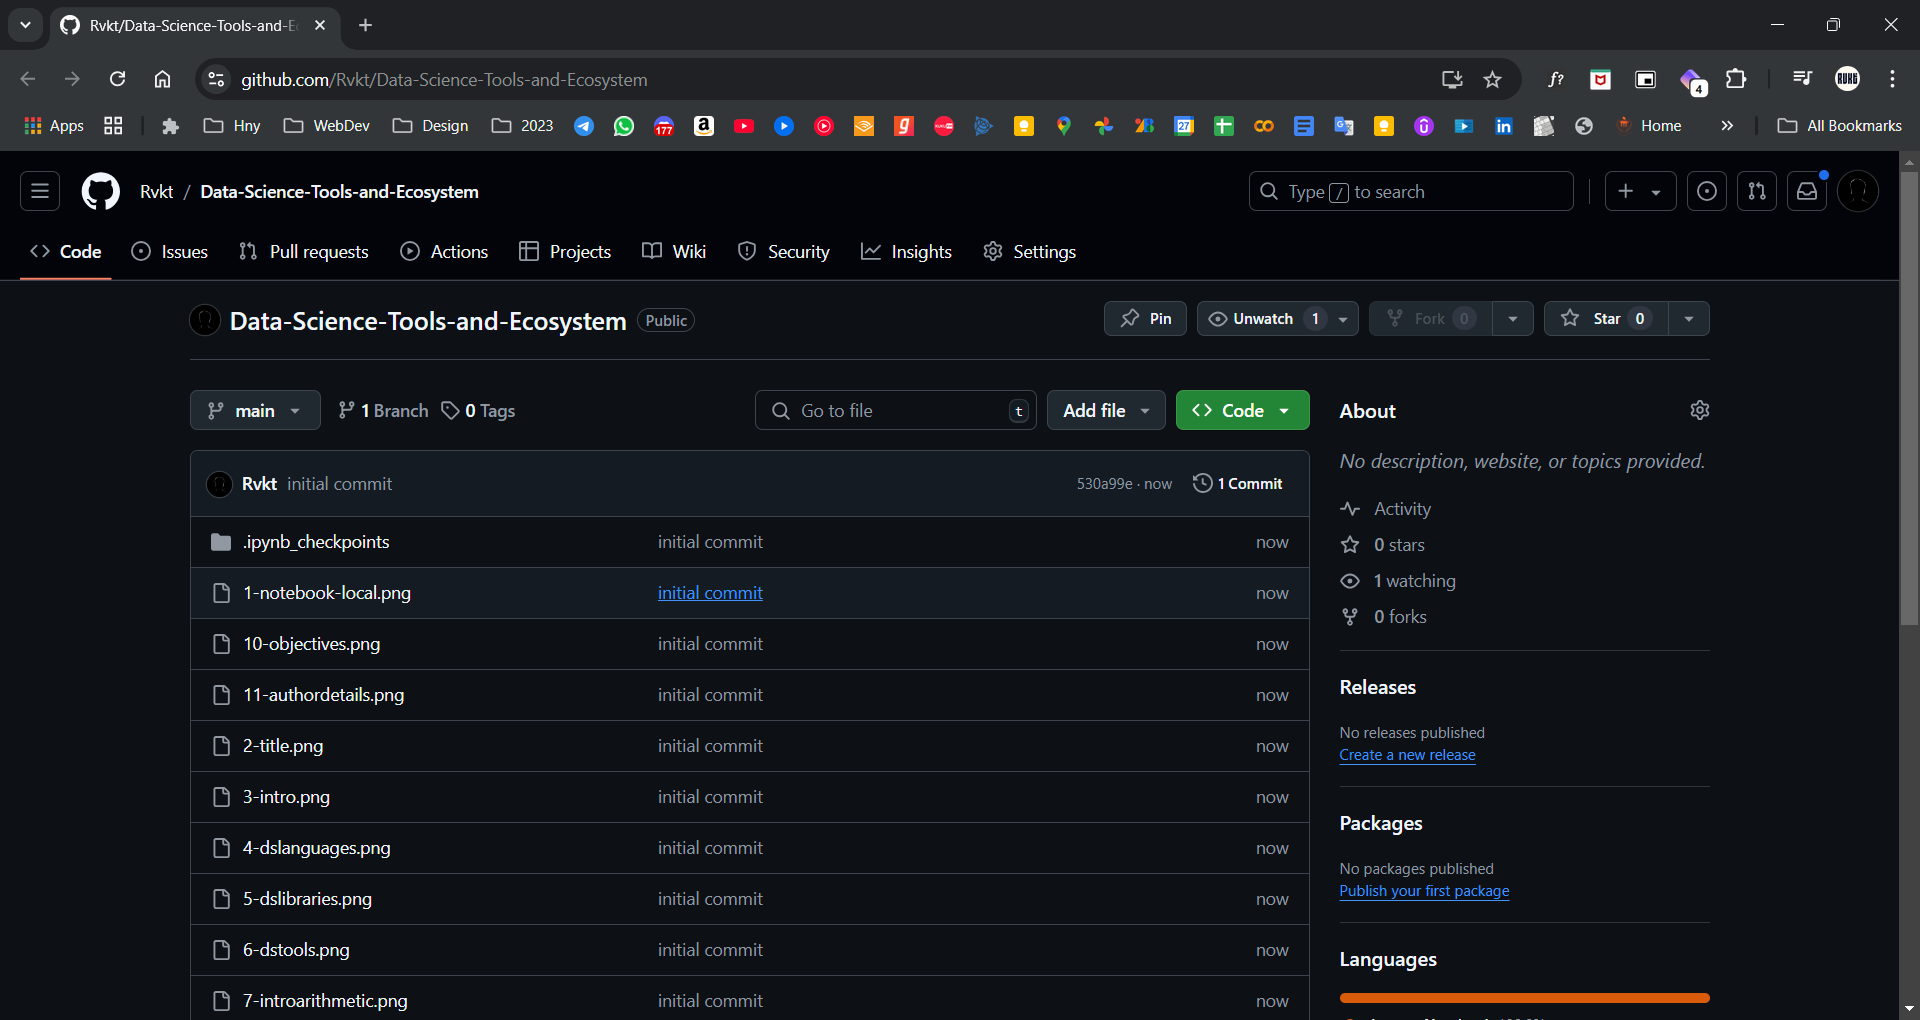 Rvkt/Data-Science-Tools-and-E
github.com/Rvkt/Data-Science-Tools-and-Ecosystem
f?
4
RUKE
Apps
Hny
WebDev
Design
2023
177
a
g
27
Home
All Bookmarks
Rvkt / Data-Science-Tools-and-Ecosystem
Type / to search
Code
Issues
Pull requests
Actions
Projects
Wiki
Security
Insights
Settings
Data-Science-Tools-and-Ecosystem
Public
Pin
Unwatch 1
Fork 0
Star 0
main
1 Branch
0 Tags
Go to file
t
Add file
Code
Rvkt initial commit
530a99e · now
1 Commit
.ipynb_checkpoints initial commit now
1-notebook-local.png initial commit now
10-objectives.png initial commit now
11-authordetails.png initial commit now
2-title.png initial commit now
3-intro.png initial commit now
4-dslanguages.png initial commit now
5-dslibraries.png initial commit now
6-dstools.png initial commit now
7-introarithmetic.png initial commit now
About
No description, website, or topics provided.
Activity
0 stars
1 watching
0 forks
Releases
No releases published
Create a new release
Packages
No packages published
Publish your first package
Languages